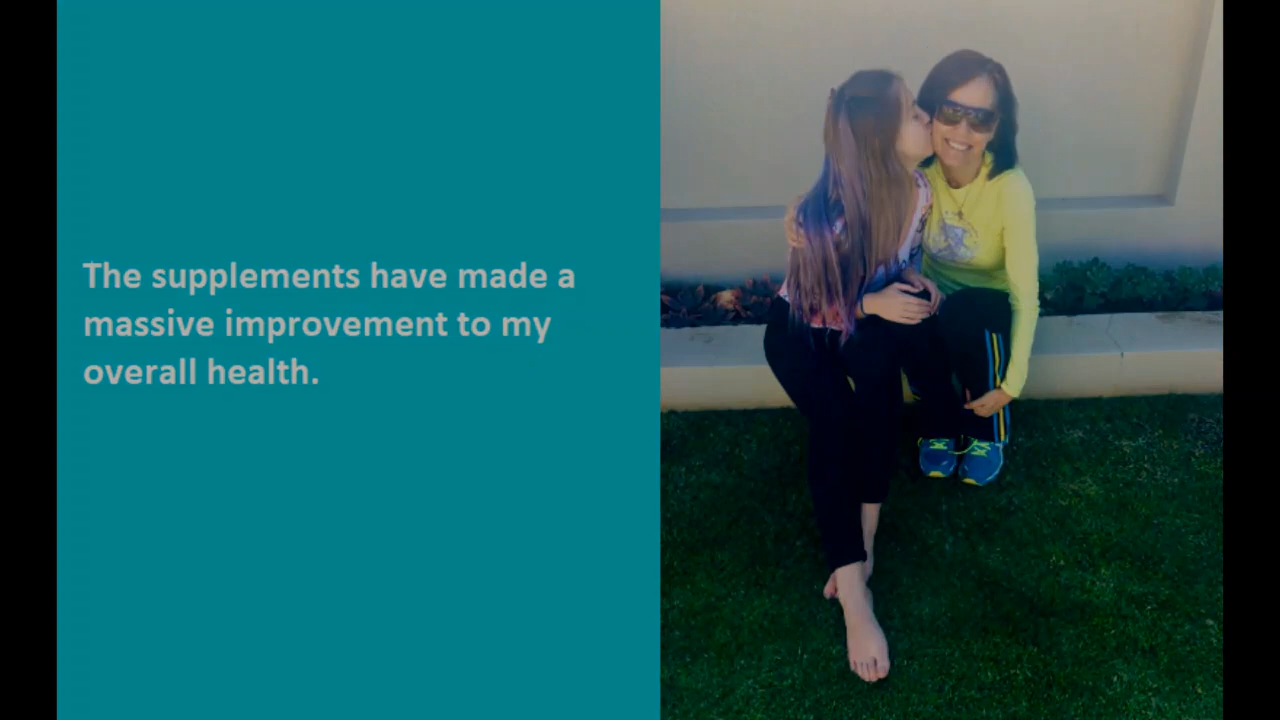 The supplements have made a
massive improvement to my
overall health.